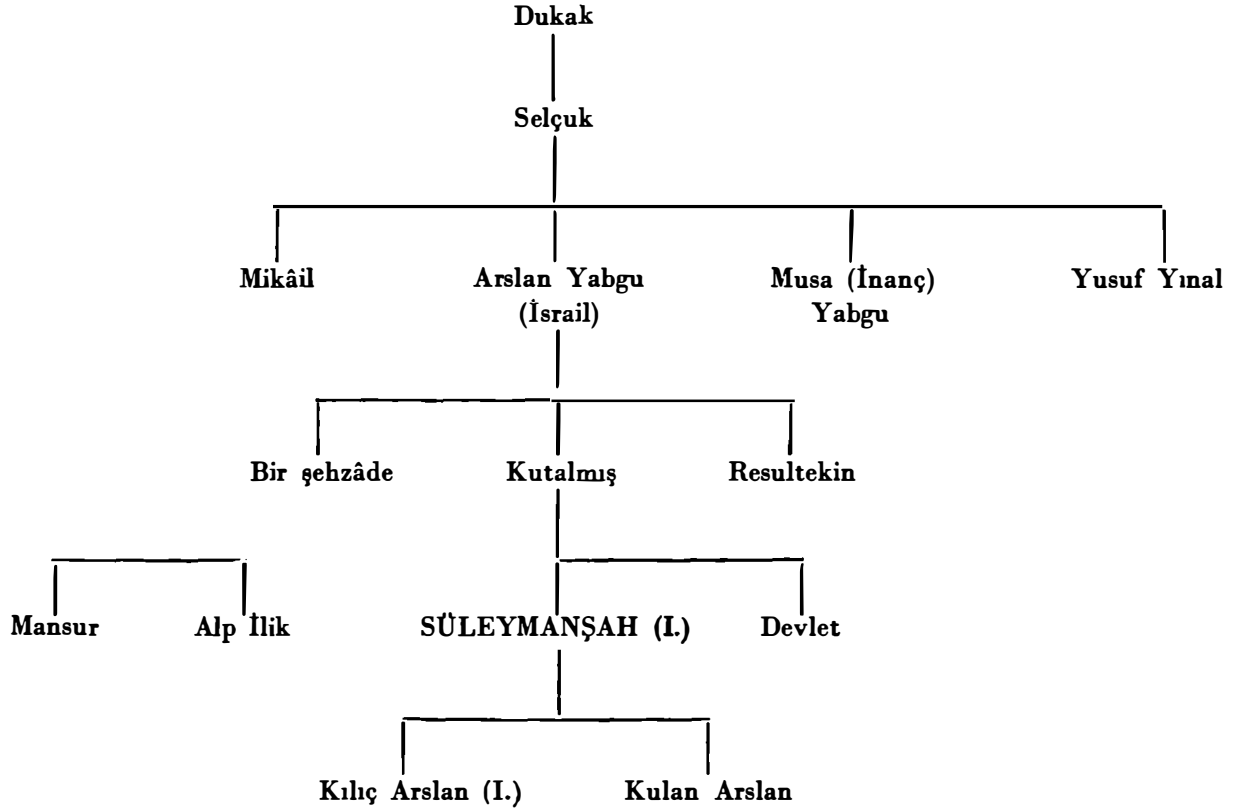 Dukak
Selçuk
Mikâil Arslan Yabgu Musa (İnanç) Yusuf Yınal
(İsrail) Yabgu
Bir şehzâde Kutalmış Resultekin
Mansur Alp İlik SÜLEYMANŞAH (I.) Devlet
Kılıç Arslan (I.) Kulan Arslan